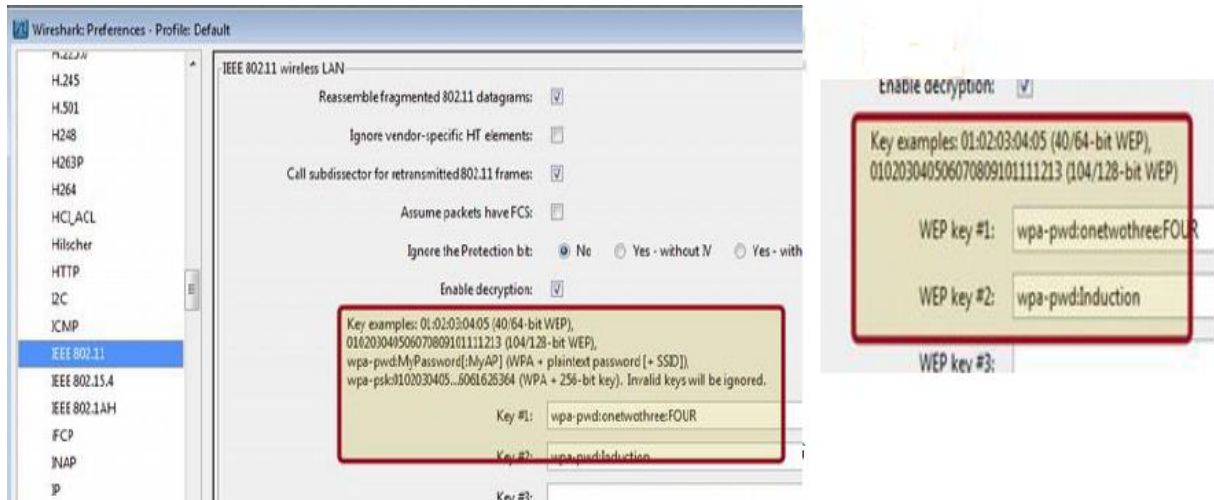 Wireshark: Preferences - Profile: Default
H.245
H.501
H248
H263P
H264
HCI_ACL
Hilscher
HTTP
I2C
ICMP
IEEE 802.11
IEEE 802.15.4
IEEE 802.1AH
iFCP
INAP
IP
IEEE 802.11 wireless LAN
Reassemble fragmented 802.11 datagrams:
Ignore vendor-specific HT elements:
Call subdissector for retransmitted 802.11 frames:
Assume packets have FCS:
Ignore the Protection bit: No Yes - without IV Yes - with
Enable decryption:
Key examples: 01:02:03:04:05 (40/64-bit WEP),
010203040506070809101111213 (104/128-bit WEP),
wpa-pwd:MyPassword[:MyAP] (WPA + plaintext password [+ SSID]),
wpa-psk:0102030405...6061626364 (WPA + 256-bit key). Invalid keys will be ignored.
Key #1: wpa-pwd:onetwothree:FOUR
Key #2: wpa-pwd:Induction
Key #3:
Enable decryption:
Key examples: 01:02:03:04:05 (40/64-bit WEP),
010203040506070809101111213 (104/128-bit WEP)
WEP key #1: wpa-pwd:onetwothree:FOUR
WEP key #2: wpa-pwd:Induction
WEP key #3: